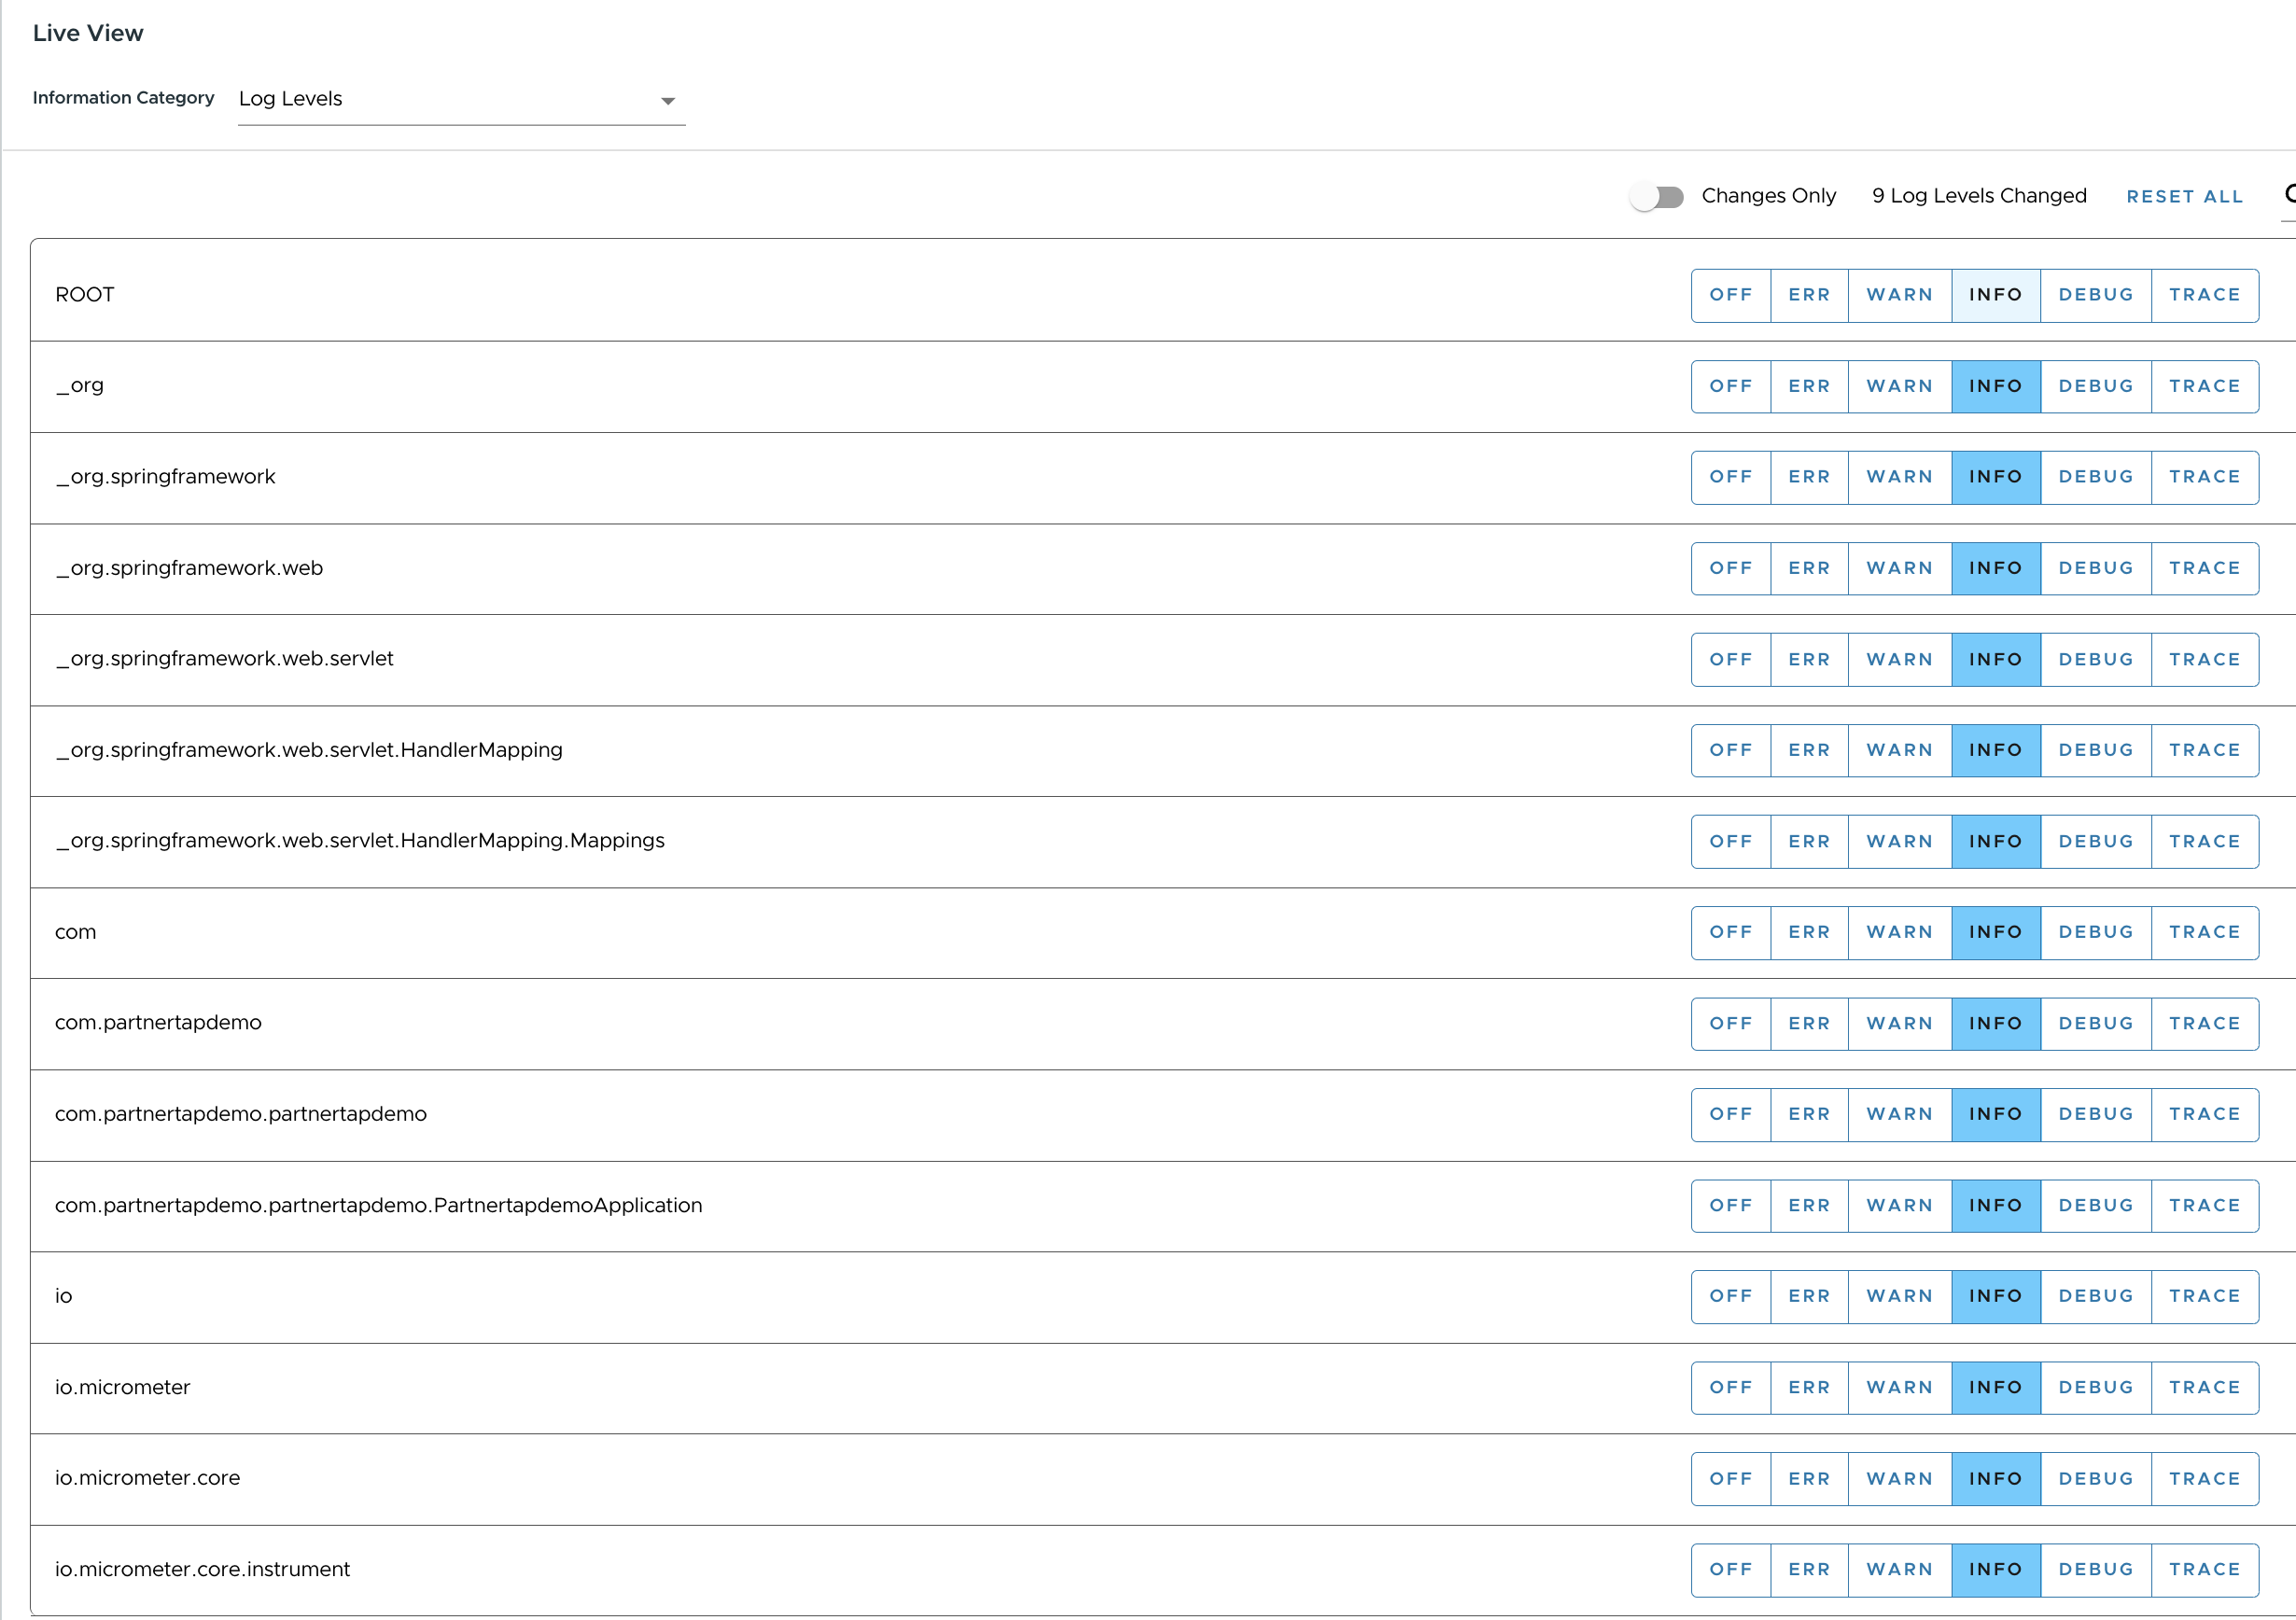 Live View
Information Category Log Levels
Changes Only 9 Log Levels Changed RESET ALL
ROOT OFF ERR WARN INFO DEBUG TRACE
_org OFF ERR WARN INFO DEBUG TRACE
_org.springframework OFF ERR WARN INFO DEBUG TRACE
_org.springframework.web OFF ERR WARN INFO DEBUG TRACE
_org.springframework.web.servlet OFF ERR WARN INFO DEBUG TRACE
_org.springframework.web.servlet.HandlerMapping OFF ERR WARN INFO DEBUG TRACE
_org.springframework.web.servlet.HandlerMapping.Mappings OFF ERR WARN INFO DEBUG TRACE
com OFF ERR WARN INFO DEBUG TRACE
com.partnertapdemo OFF ERR WARN INFO DEBUG TRACE
com.partnertapdemo.partnertapdemo OFF ERR WARN INFO DEBUG TRACE
com.partnertapdemo.partnertapdemo.PartnertapdemoApplication OFF ERR WARN INFO DEBUG TRACE
io OFF ERR WARN INFO DEBUG TRACE
io.micrometer OFF ERR WARN INFO DEBUG TRACE
io.micrometer.core OFF ERR WARN INFO DEBUG TRACE
io.micrometer.core.instrument OFF ERR WARN INFO DEBUG TRACE